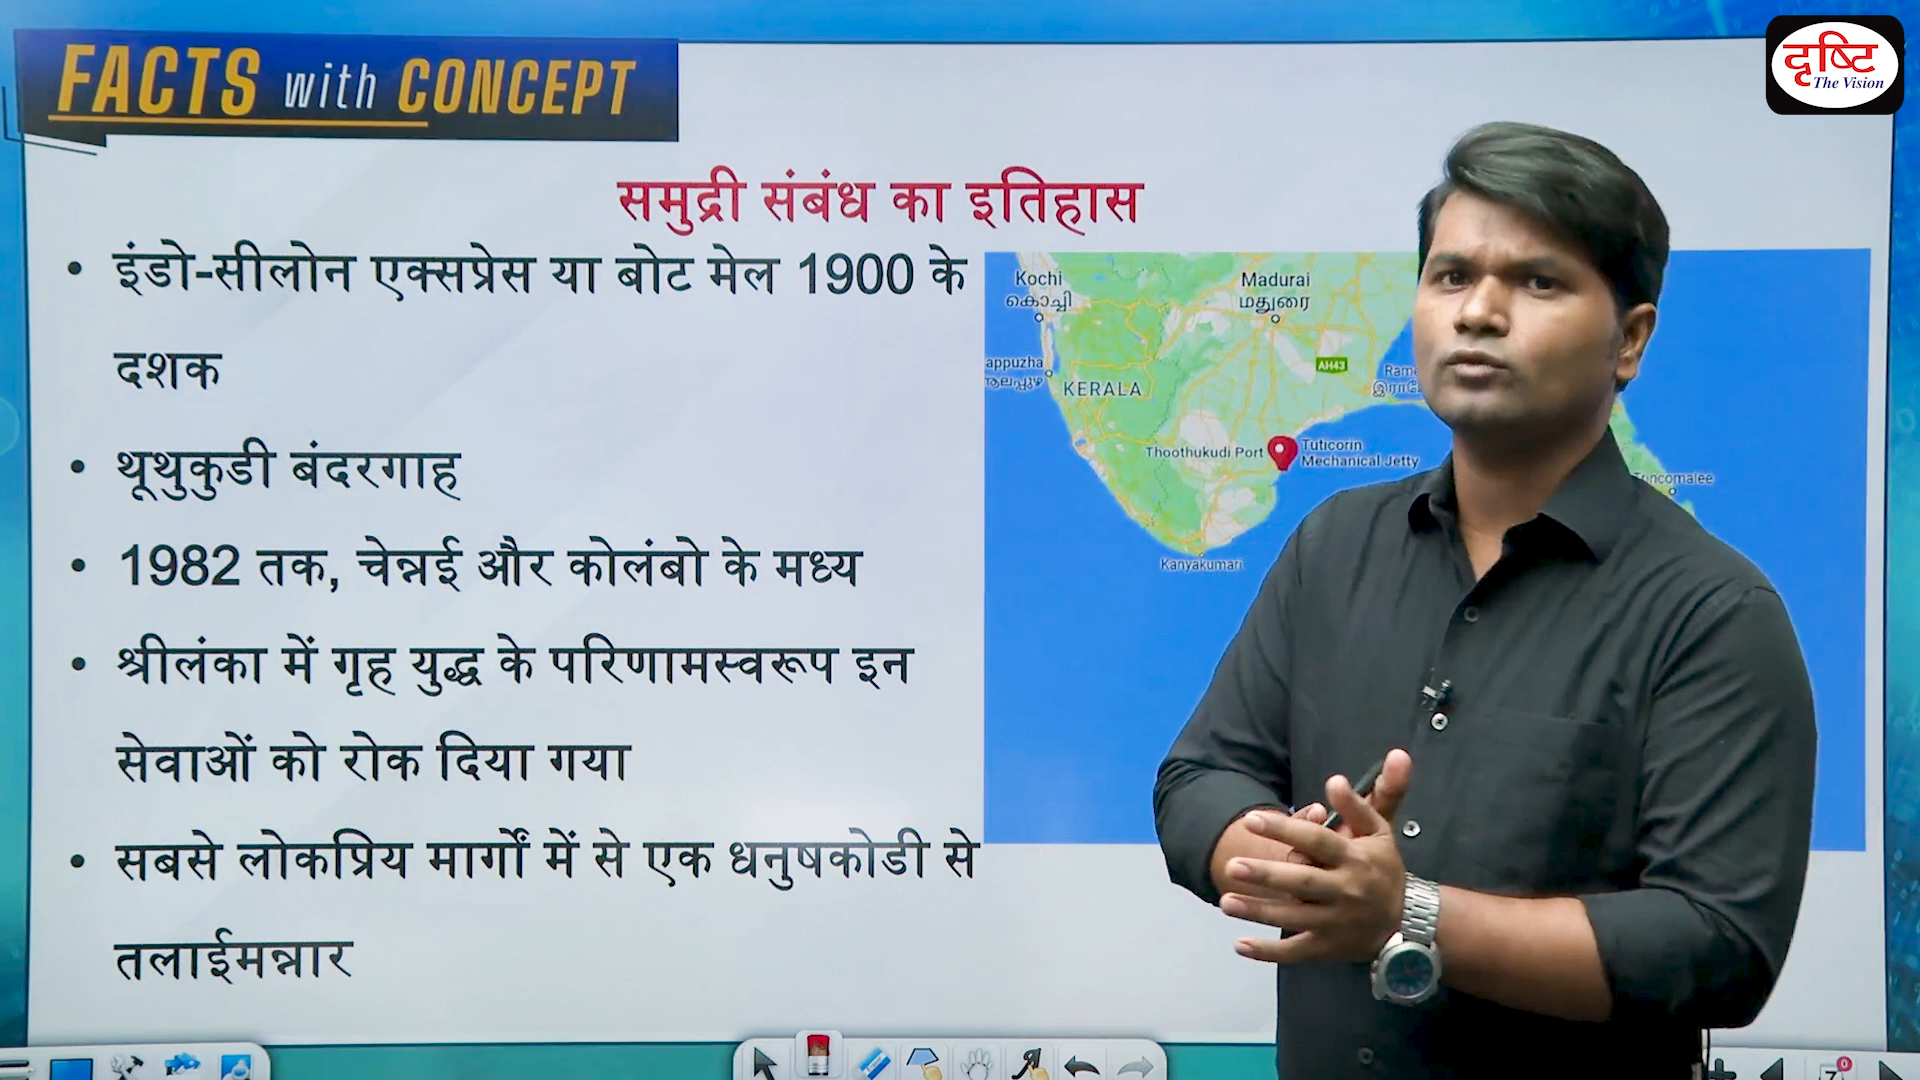 FACTS with CONCEPT
दृष्टि
The Vision
समुद्री संबंध का इतिहास
• इंडो-सीलोन एक्सप्रेस या बोट मेल 1900 के
दशक
• थूथुकुडी बंदरगाह
• 1982 तक, चेन्नई और कोलंबो के मध्य
• श्रीलंका में गृह युद्ध के परिणामस्वरूप इन
सेवाओं को रोक दिया गया
• सबसे लोकप्रिय मार्गों में से एक धनुषकोडी से
तलाईमन्नार
Kochi
കൊച്ചി
Madurai
மதுரை
AH43
appuzha
KERALA
Rame
Thoothukudi Port
Tuticorin
Mechanical Jetty
Trincomalee
Kanyakumari